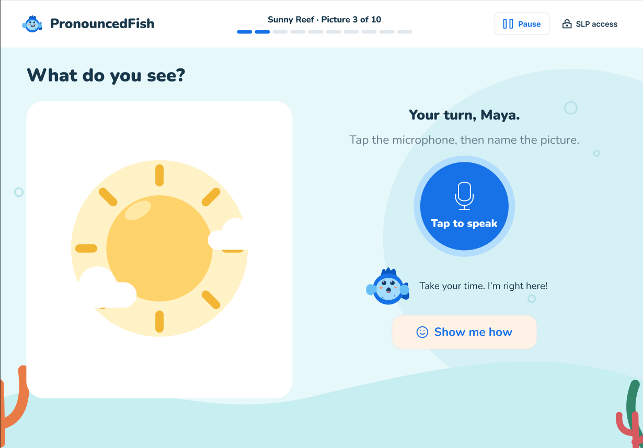 PronouncedFish
Sunny Reef · Picture 3 of 10
Pause
SLP access
What do you see?
Your turn, Maya.
Tap the microphone, then name the picture.
Tap to speak
Take your time. I'm right here!
Show me how